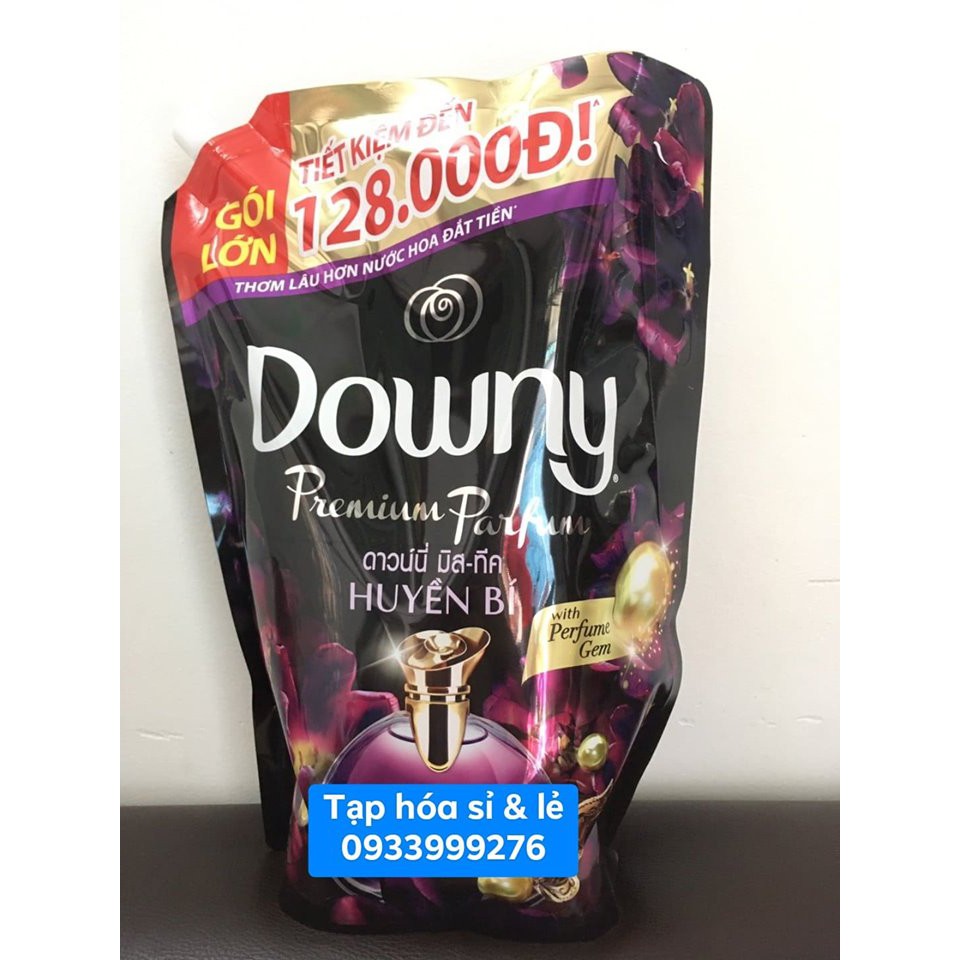 GÓI
LỚN
TIẾT KIỆM ĐẾN
128.000Đ!^
THƠM LÂU HƠN NƯỚC HOA ĐẮT TIỀN*
Downy®
Premium Parfum
ดาวน์นี่ มิส-ทีค
HUYỀN BÍ
with
Perfume
Gem
Tạp hóa sỉ & lẻ
0933999276